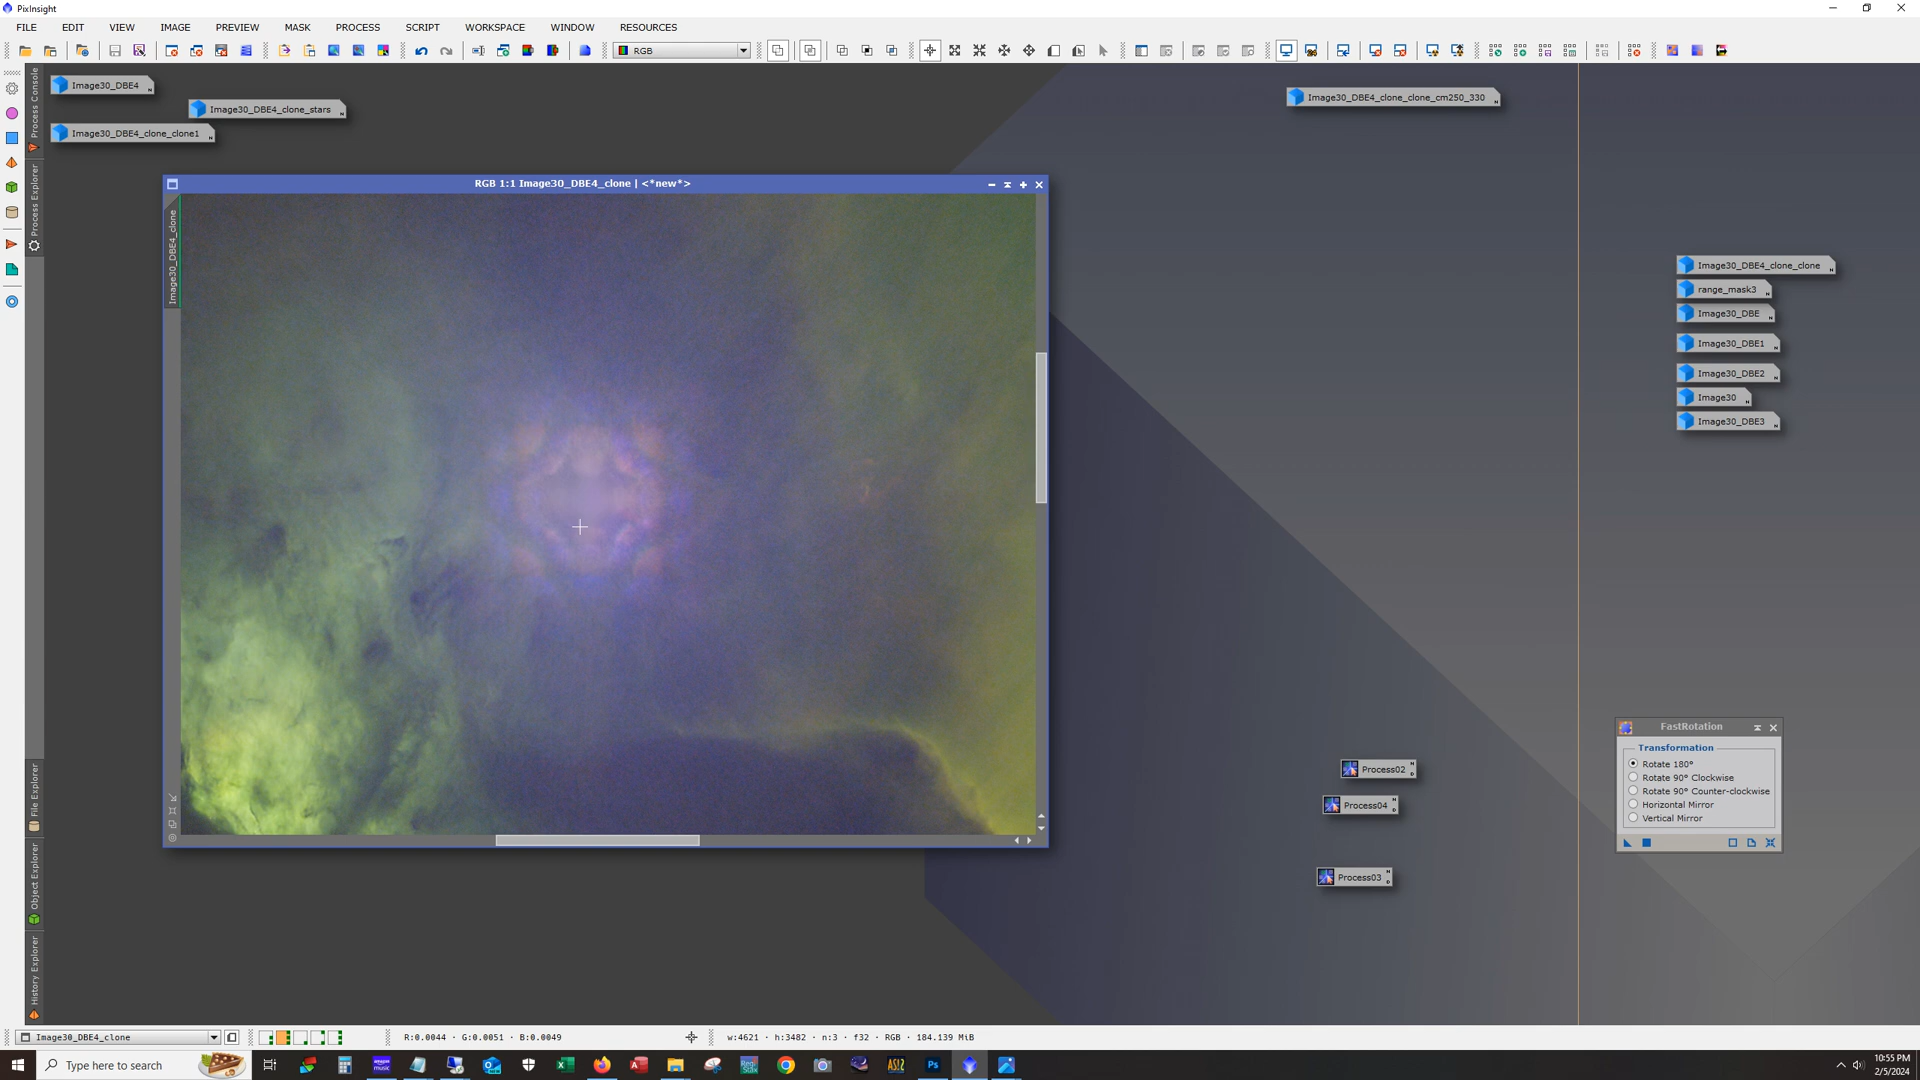 PixInsight
FILE EDIT VIEW IMAGE PREVIEW MASK PROCESS SCRIPT WORKSPACE WINDOW RESOURCES
RGB
Process Console
Process Explorer
File Explorer
Object Explorer
History Explorer
Image30_DBE4
Image30_DBE4_clone_stars
Image30_DBE4_clone_clone1
Image30_DBE4_clone_clone_cm250_330
RGB 1:1 Image30_DBE4_clone | <*new*>
Image30_DBE4_clone
Image30_DBE4_clone_clone
range_mask3
Image30_DBE
Image30_DBE1
Image30_DBE2
Image30
Image30_DBE3
FastRotation
Transformation
Rotate 180°
Rotate 90° Clockwise
Rotate 90° Counter-clockwise
Horizontal Mirror
Vertical Mirror
Process02
Process04
Process03
Image30_DBE4_clone
R:0.0044 · G:0.0051 · B:0.0049
w:4621 · h:3482 · n:3 · f32 · RGB · 184.139 MiB
Type here to search
10:55 PM
2/5/2024